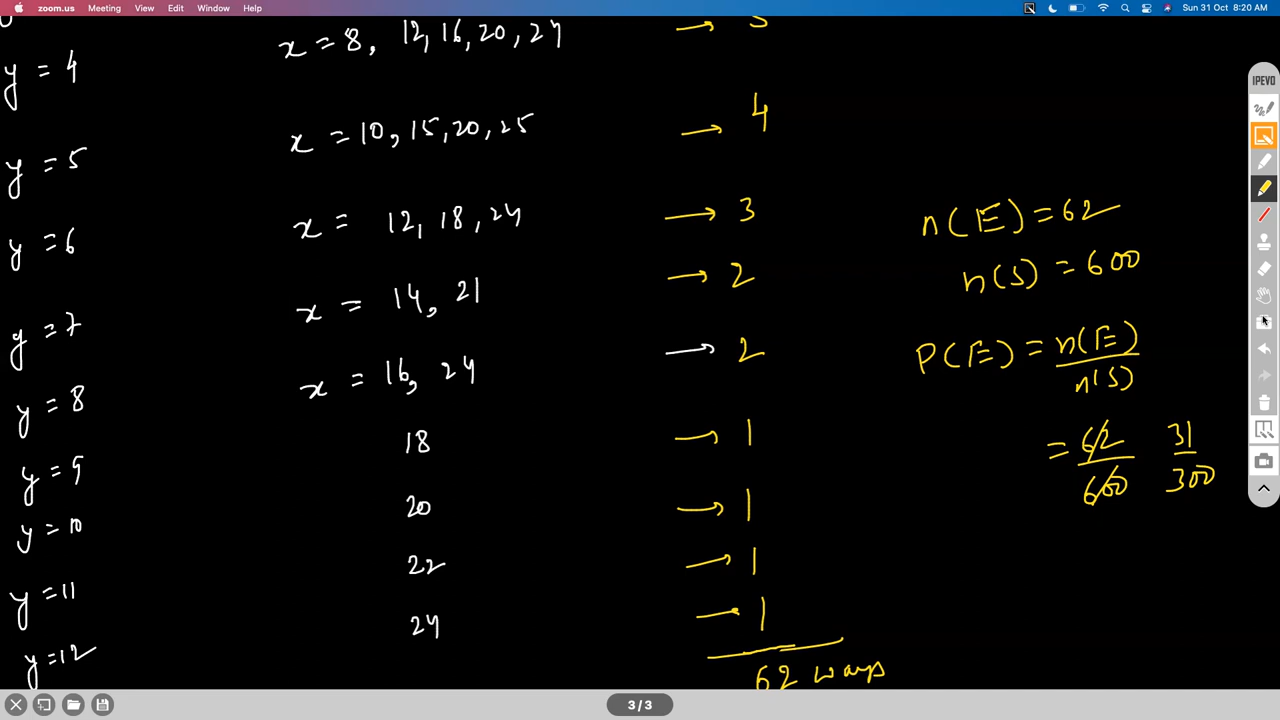 zoom.us Meeting View Edit Window Help Sun 31 Oct 8:20 AM
x = 8, 12, 16, 20, 24 → 5
y = 4
IPEVO
x = 10, 15, 20, 25 → 4
y = 5
x = 12, 18, 24 → 3
n(E) = 62
y = 6
n(S) = 600
x = 14, 21 → 2
y = 7
P(E) = n(E)/n(S)
x = 16, 24 → 2
y = 8
18 → 1
= 62/600 31/300
y = 9
20 → 1
y = 10
22 → 1
y = 11
24 → 1
y = 12
62 ways
3 / 3